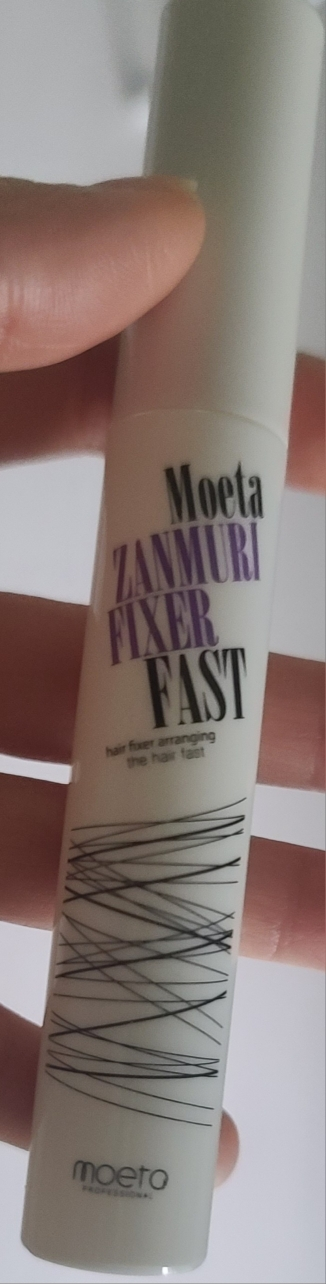 Moeta
ZANMURI
FIXER
FAST
hair fixer arranging
the hair fast
moeta
PROFESSIONAL